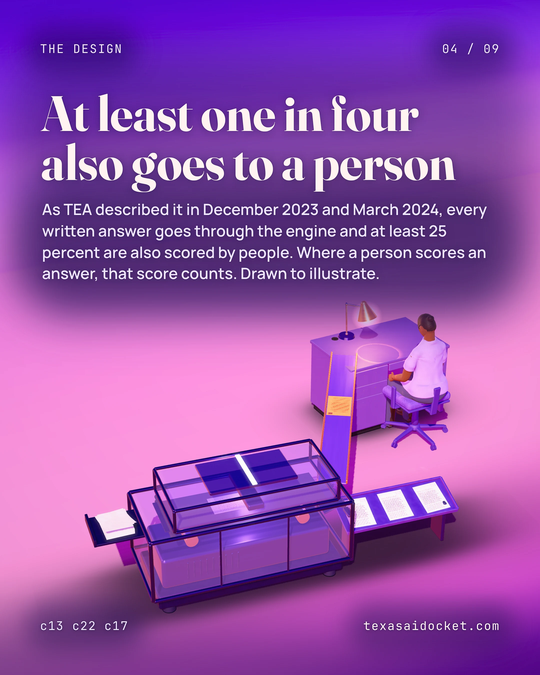 THE DESIGN
04 / 09
At least one in four
also goes to a person
As TEA described it in December 2023 and March 2024, every
written answer goes through the engine and at least 25
percent are also scored by people. Where a person scores an
answer, that score counts. Drawn to illustrate.
c13 c22 c17
texasaidocket.com